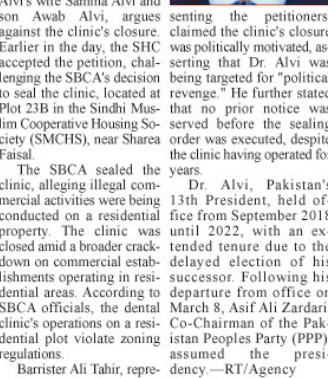 Alvi's wife Samina Alvi and
son Awab Alvi, argues
against the clinic's closure.
Earlier in the day, the SHC
accepted the petition, chal-
lenging the SBCA's decision
to seal the clinic, located at
Plot 23B in the Sindhi Mus-
lim Cooperative Housing So-
ciety (SMCHS), near Sharea
Faisal.
The SBCA sealed the
clinic, alleging illegal com-
mercial activities were being
conducted on a residential
property. The clinic was
closed amid a broader crack-
down on commercial estab-
lishments operating in resi-
dential areas. According to
SBCA officials, the dental
clinic's operations on a resi-
dential plot violate zoning
regulations.
Barrister Ali Tahir, repre-
senting the petitioners,
claimed the clinic's closure
was politically motivated, as-
serting that Dr. Alvi was
being targeted for "political
revenge." He further stated
that no prior notice was
served before the sealing
order was executed, despite
the clinic having operated for
years.
Dr. Alvi, Pakistan's
13th President, held of-
fice from September 2018
until 2022, with an ex-
tended tenure due to the
delayed election of his
successor. Following his
departure from office on
March 8, Asif Ali Zardari,
Co-Chairman of the Pak-
istan Peoples Party (PPP),
assumed the presi-
dency.—RT/Agency